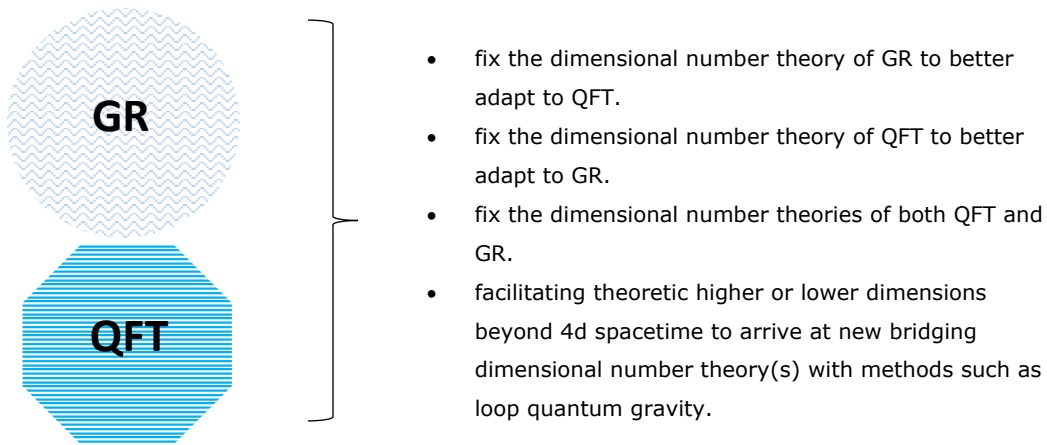 GR
QFT
• fix the dimensional number theory of GR to better
adapt to QFT.
• fix the dimensional number theory of QFT to better
adapt to GR.
• fix the dimensional number theories of both QFT and
GR.
• facilitating theoretic higher or lower dimensions
beyond 4d spacetime to arrive at new bridging
dimensional number theory(s) with methods such as
loop quantum gravity.